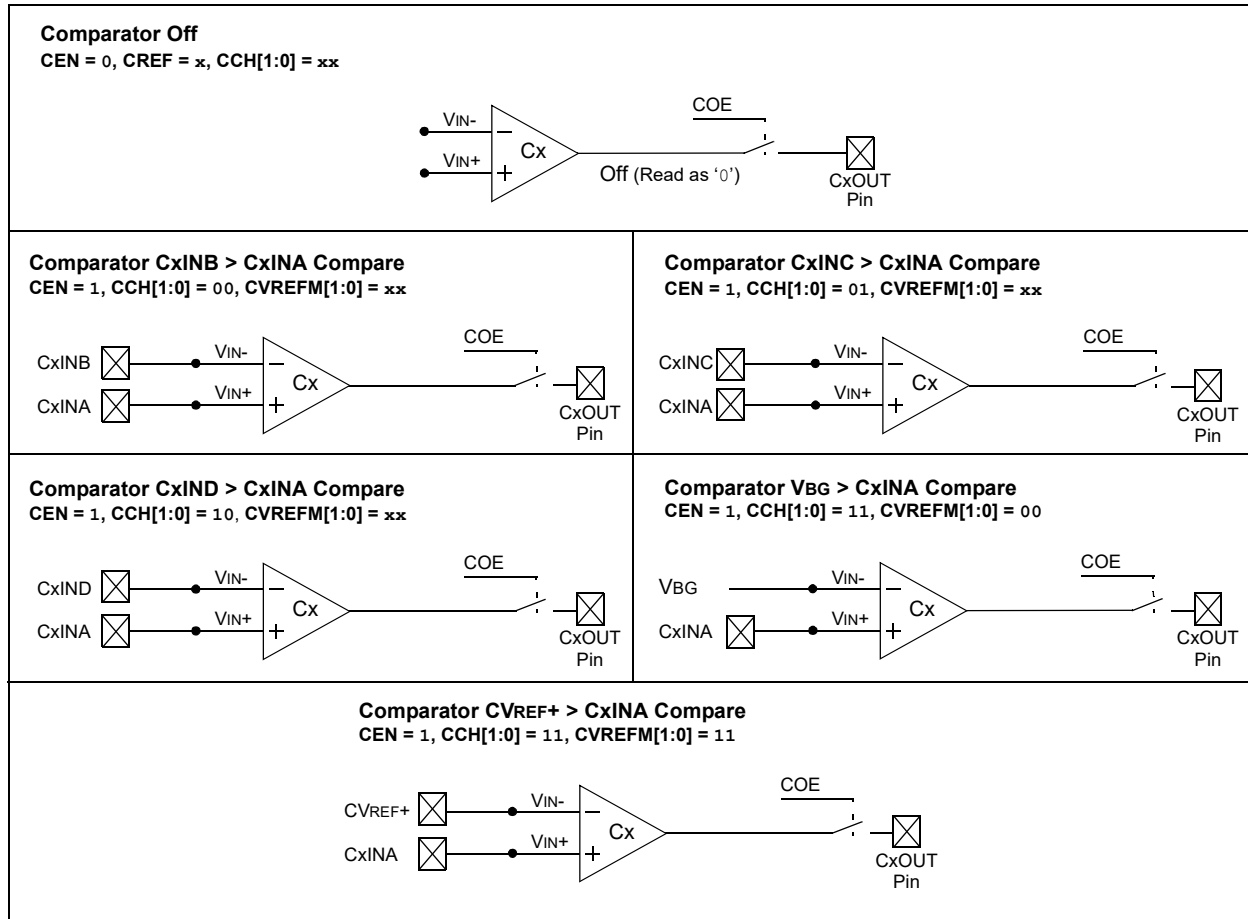 Comparator Off
CEN = 0, CREF = x, CCH[1:0] = xx
COE
VIN-
VIN+
Cx
Off (Read as ‘0’)
CxOUT
Pin
Comparator CxINB > CxINA Compare
CEN = 1, CCH[1:0] = 00, CVREFM[1:0] = xx
COE
CxINB
VIN-
CxINA
VIN+
Cx
CxOUT
Pin
Comparator CxINC > CxINA Compare
CEN = 1, CCH[1:0] = 01, CVREFM[1:0] = xx
COE
CxINC
VIN-
CxINA
VIN+
Cx
CxOUT
Pin
Comparator CxIND > CxINA Compare
CEN = 1, CCH[1:0] = 10, CVREFM[1:0] = xx
COE
CxIND
VIN-
CxINA
VIN+
Cx
CxOUT
Pin
Comparator VBG > CxINA Compare
CEN = 1, CCH[1:0] = 11, CVREFM[1:0] = 00
COE
VBG
VIN-
CxINA
VIN+
Cx
CxOUT
Pin
Comparator CVREF+ > CxINA Compare
CEN = 1, CCH[1:0] = 11, CVREFM[1:0] = 11
COE
CVREF+
VIN-
CxINA
VIN+
Cx
CxOUT
Pin